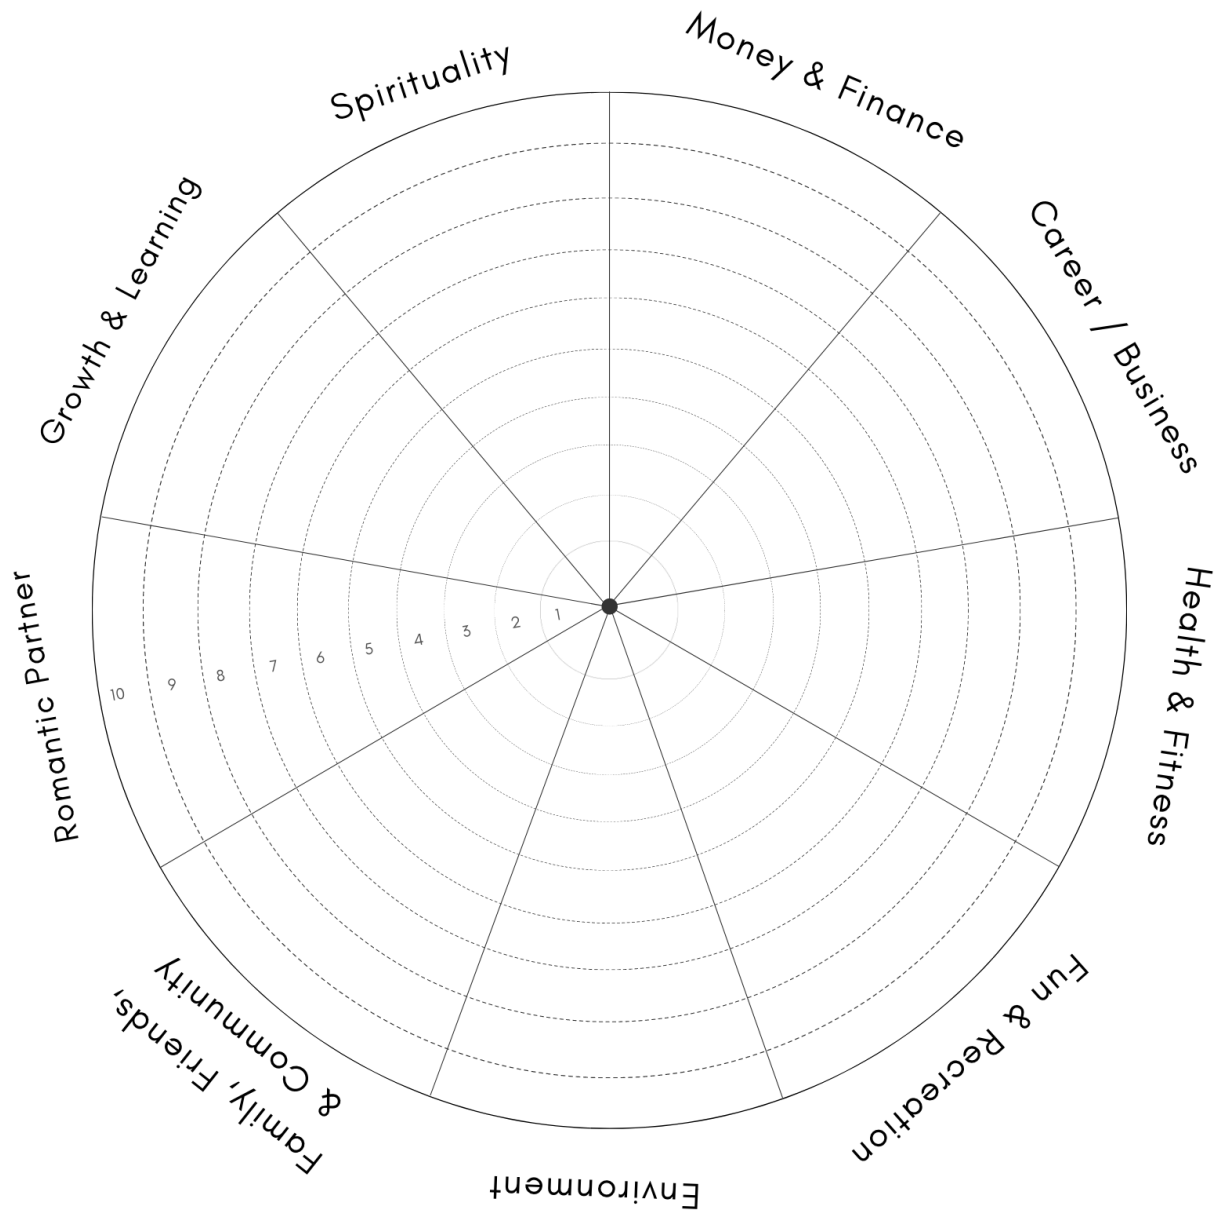 Money & Finance
Career / Business
Health & Fitness
Fun & Recreation
Environment
Family, Friends,
& Community
Romantic Partner
Growth & Learning
Spirituality
10 9 8 7 6 5 4 3 2 1